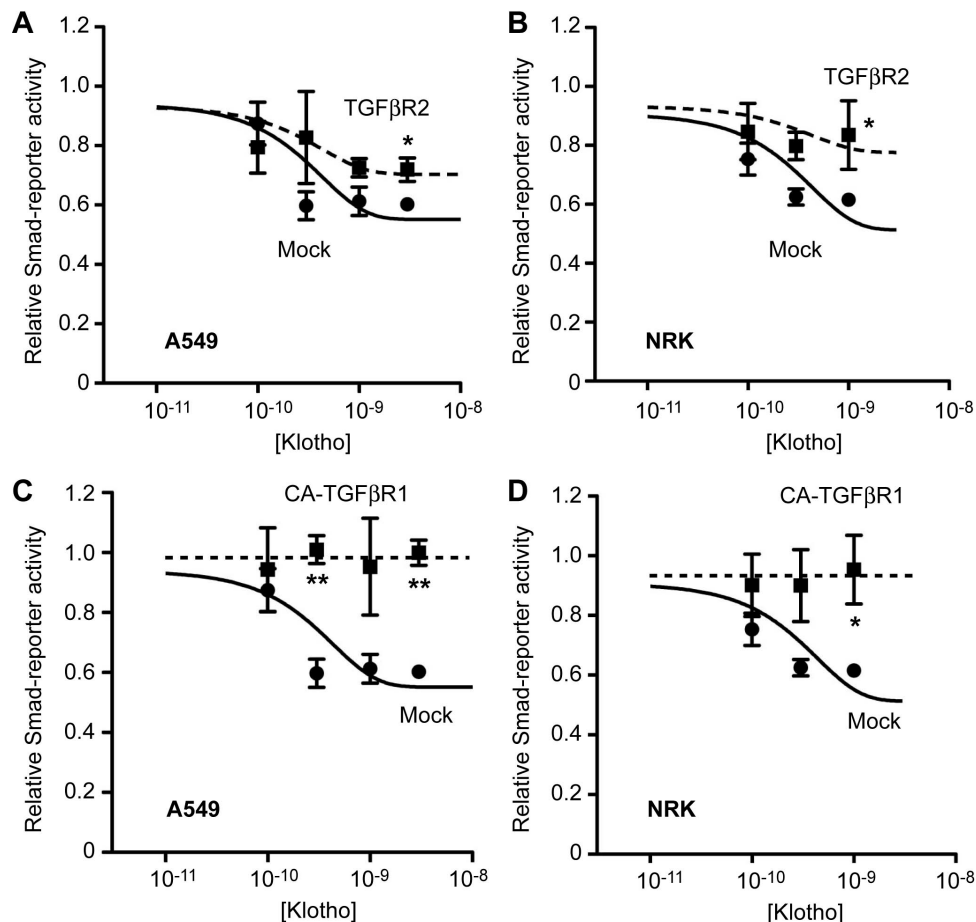 A
Relative Smad-reporter activity
1.2
1.0
0.8
0.6
0.4
0.2
0
TGFβR2
*
Mock
A549
10⁻¹¹ 10⁻¹⁰ 10⁻⁹ 10⁻⁸
[Klotho]
B
Relative Smad-reporter activity
1.2
1.0
0.8
0.6
0.4
0.2
0
TGFβR2
*
Mock
NRK
10⁻¹¹ 10⁻¹⁰ 10⁻⁹ 10⁻⁸
[Klotho]
C
Relative Smad-reporter activity
1.2
1.0
0.8
0.6
0.4
0.2
0
CA-TGFβR1
** **
Mock
A549
10⁻¹¹ 10⁻¹⁰ 10⁻⁹ 10⁻⁸
[Klotho]
D
Relative Smad-reporter activity
1.2
1.0
0.8
0.6
0.4
0.2
0
CA-TGFβR1
*
Mock
NRK
10⁻¹¹ 10⁻¹⁰ 10⁻⁹ 10⁻⁸
[Klotho]